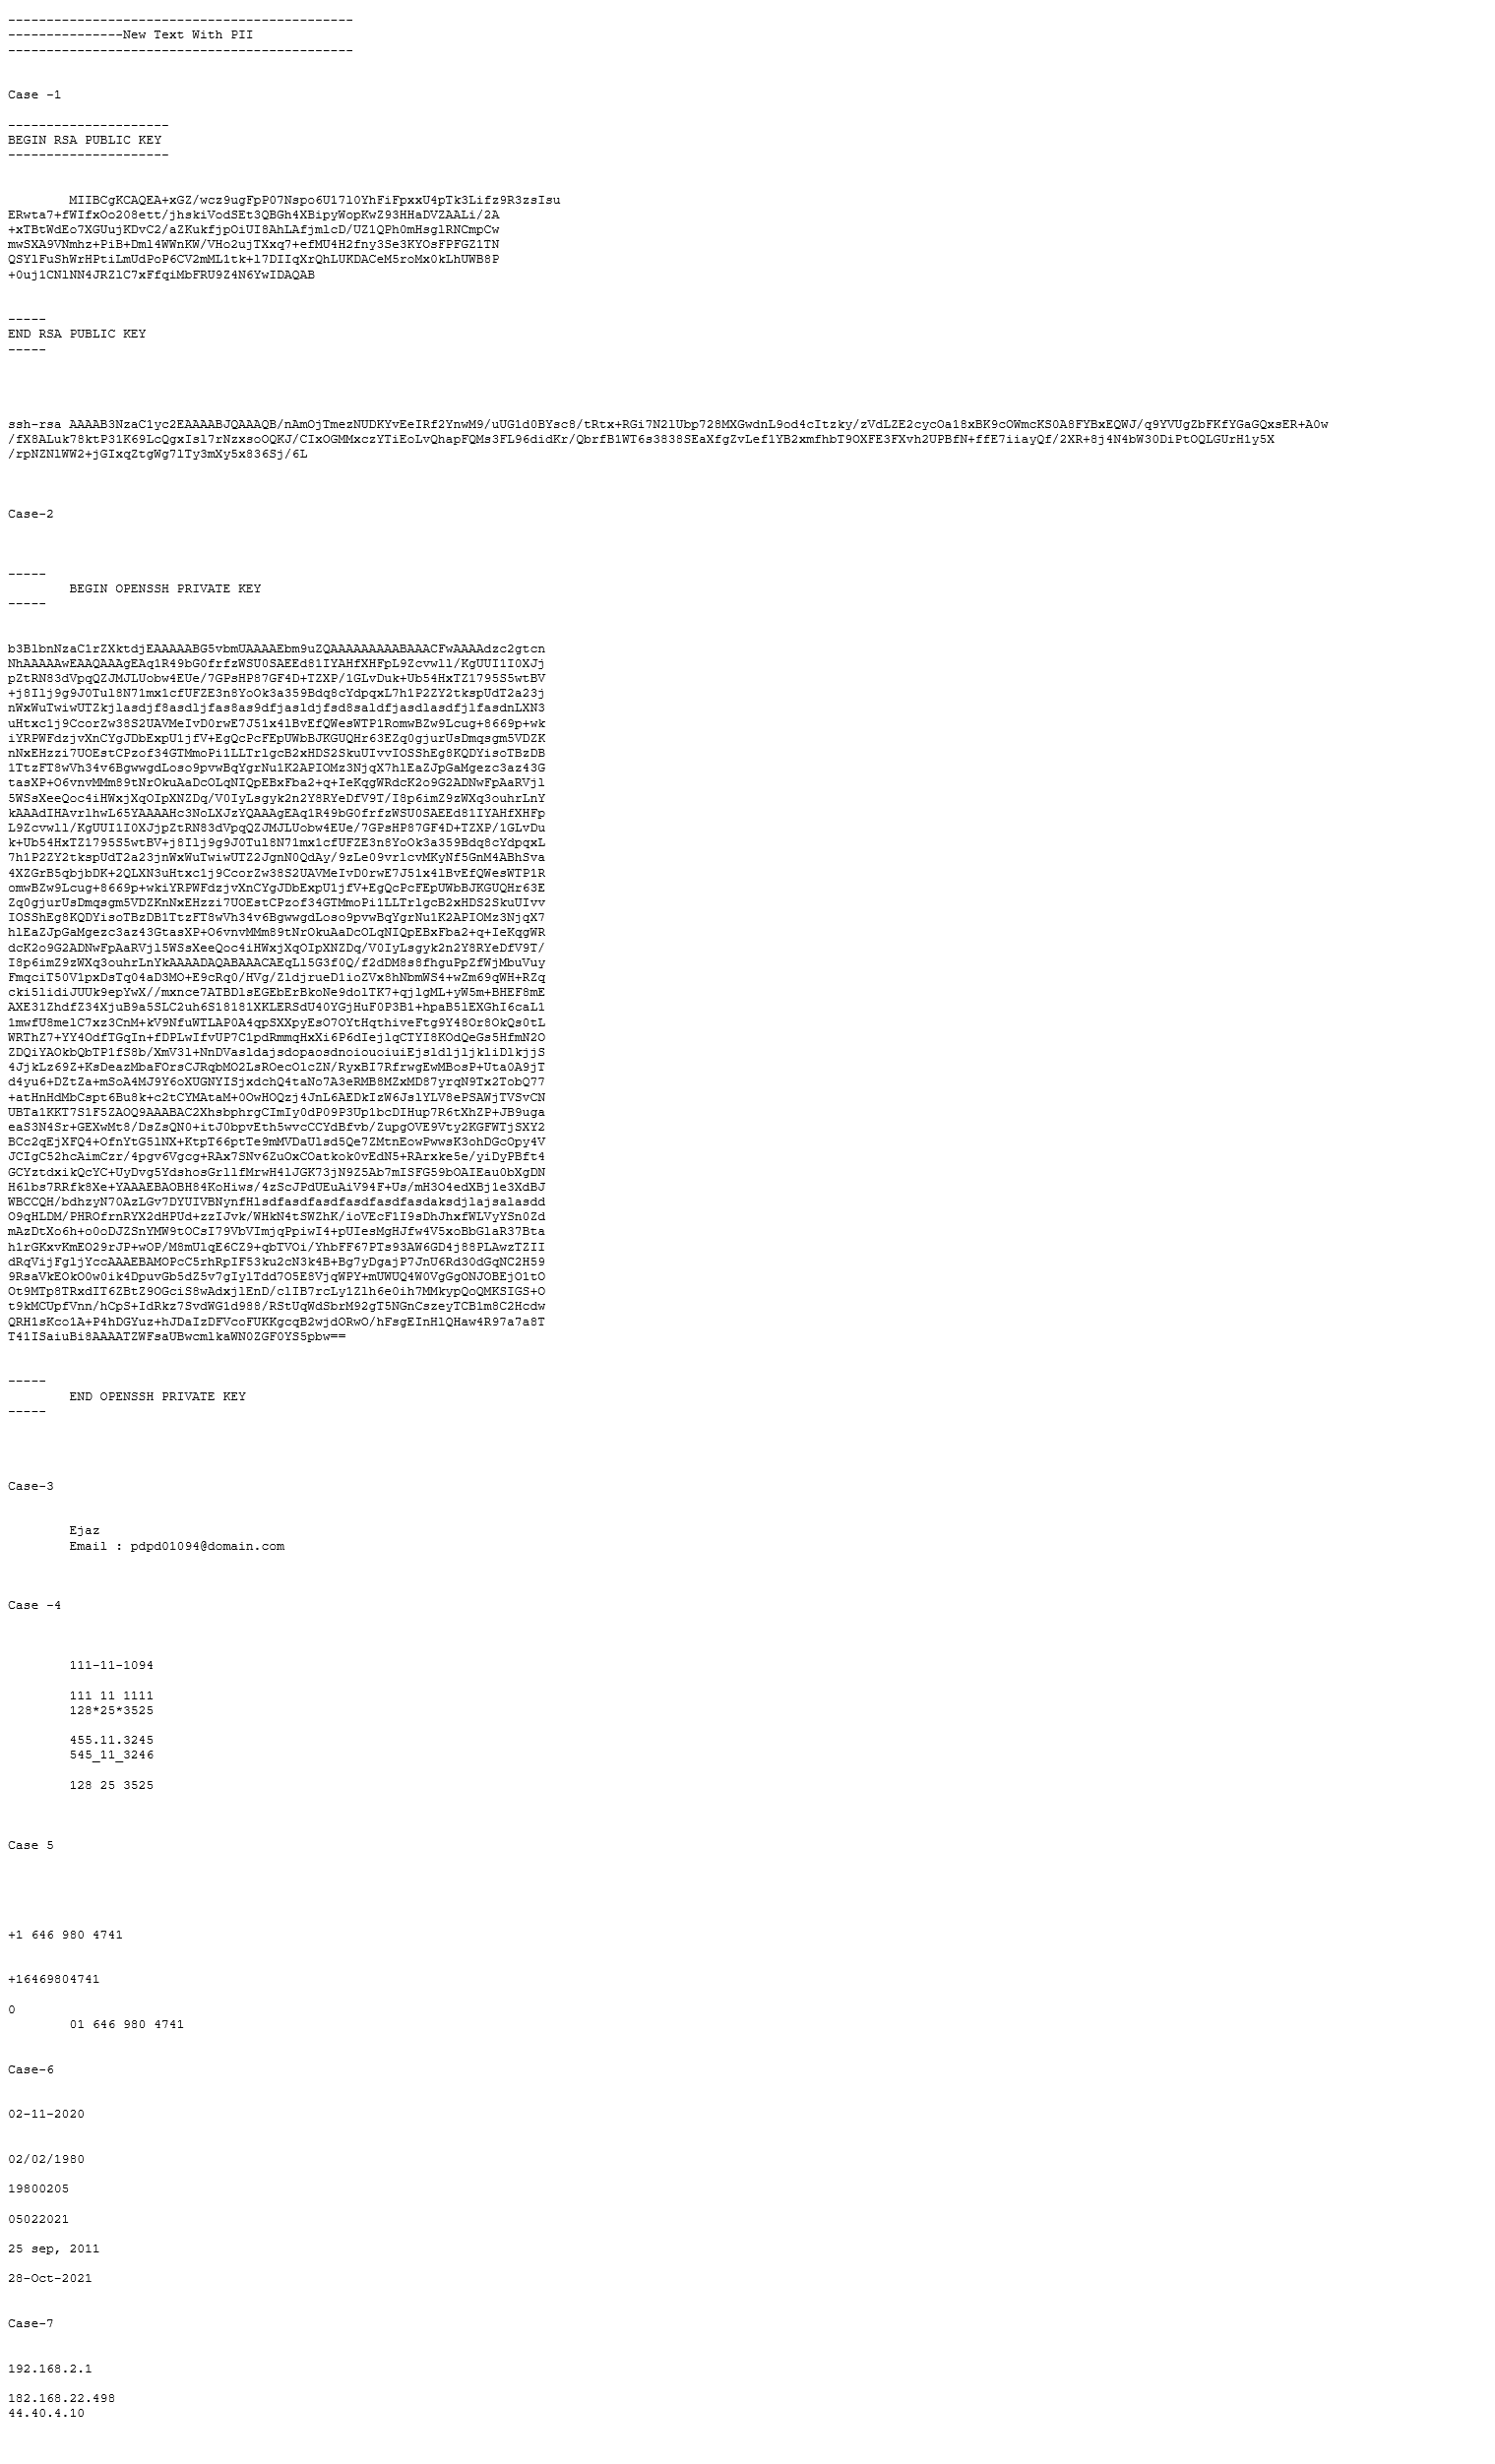 ---------------------------------------------
---------------New Text With PII
---------------------------------------------
Case -1
---------------------
BEGIN RSA PUBLIC KEY
---------------------
MIIBCgKCAQEA+xGZ/wcz9ugFpP07Nspo6U17l0YhFiFpxxU4pTk3Lifz9R3zsIsu
ERwta7+fWIfxOo208ett/jhskiVodSEt3QBGh4XBipyWopKwZ93HHaDVZAALi/2A
+xTBtWdEo7XGUujKDvC2/aZKukfjpOiUI8AhLAfjmlcD/UZ1QPh0mHsglRNCmpCw
mwSXA9VNmhz+PiB+Dml4WWnKW/VHo2ujTXxq7+efMU4H2fny3Se3KYOsFPFGZ1TN
QSYlFuShWrHPtiLmUdPoP6CV2mML1tk+l7DIIqXrQhLUKDACeM5roMx0kLhUWB8P
+0uj1CNlNN4JRZlC7xFfqiMbFRU9Z4N6YwIDAQAB
-----
END RSA PUBLIC KEY
-----
ssh-rsa AAAAB3NzaC1yc2EAAAABJQAAAQB/nAmOjTmezNUDKYvEeIRf2YnwM9/uUG1d0BYsc8/tRtx+RGi7N2lUbp728MXGwdnL9od4cItzky/zVdLZE2cycOa18xBK9cOWmcKS0A8FYBxEQWJ/q9YVUgZbFKfYGaGQxsER+A0w
/fX8ALuk78ktP31K69LcQgxIsl7rNzxsoOQKJ/CIxOGMMxczYTiEoLvQhapFQMs3FL96didKr/QbrfB1WT6s3838SEaXfgZvLef1YB2xmfhbT9OXFE3FXvh2UPBfN+ffE7iiayQf/2XR+8j4N4bW30DiPtOQLGUrH1y5X
/rpNZNlWW2+jGIxqZtgWg7lTy3mXy5x836Sj/6L
Case-2
-----
BEGIN OPENSSH PRIVATE KEY
-----
b3BlbnNzaC1rZXktdjEAAAAABG5vbmUAAAAEbm9uZQAAAAAAAAABAAACFwAAAAdzc2gtcn
NhAAAAAwEAAQAAAgEAq1R49bG0frfzWSU0SAEEd81IYAHfXHFpL9Zcvwll/KgUUI1I0XJj
pZtRN83dVpqQZJMJLUobw4EUe/7GPsHP87GF4D+TZXP/1GLvDuk+Ub54HxTZ1795S5wtBV
+j8Ilj9g9J0Tul8N71mx1cfUFZE3n8YoOk3a359Bdq8cYdpqxL7h1P2ZY2tkspUdT2a23j
nWxWuTwiwUTZkjlasdjf8asdljfas8as9dfjasldjfsd8saldfjasdlasdfjlfasdnLXN3
uHtxc1j9CcorZw38S2UAVMeIvD0rwE7J51x4lBvEfQWesWTP1RomwBZw9Lcug+8669p+wk
iYRPWFdzjvXnCYgJDbExpU1jfV+EgQcPcFEpUWbBJKGUQHr63EZq0gjurUsDmqsgm5VDZK
nNxEHzzi7UOEstCPzof34GTMmoPi1LLTrlgcB2xHDS2SkuUIvvIOSShEg8KQDYisoTBzDB
1TtzFT8wVh34v6BgwwgdLoso9pvwBqYgrNu1K2APIOMz3NjqX7hlEaZJpGaMgezc3az43G
tasXP+O6vnvMMm89tNrOkuAaDcOLqNIQpEBxFba2+q+IeKqgWRdcK2o9G2ADNwFpAaRVjl
5WSsXeeQoc4iHWxjXqOIpXNZDq/V0IyLsgyk2n2Y8RYeDfV9T/I8p6imZ9zWXq3ouhrLnY
kAAAdIHAvrlhwL65YAAAAHc3NoLXJzYQAAAgEAq1R49bG0frfzWSU0SAEEd81IYAHfXHFp
L9Zcvwll/KgUUI1I0XJjpZtRN83dVpqQZJMJLUobw4EUe/7GPsHP87GF4D+TZXP/1GLvDu
k+Ub54HxTZ1795S5wtBV+j8Ilj9g9J0Tul8N71mx1cfUFZE3n8YoOk3a359Bdq8cYdpqxL
7h1P2ZY2tkspUdT2a23jnWxWuTwiwUTZ2JgnN0QdAy/9zLe09vrlcvMKyNf5GnM4ABhSva
4XZGrB5qbjbDK+2QLXN3uHtxc1j9CcorZw38S2UAVMeIvD0rwE7J51x4lBvEfQWesWTP1R
omwBZw9Lcug+8669p+wkiYRPWFdzjvXnCYgJDbExpU1jfV+EgQcPcFEpUWbBJKGUQHr63E
Zq0gjurUsDmqsgm5VDZKnNxEHzzi7UOEstCPzof34GTMmoPi1LLTrlgcB2xHDS2SkuUIvv
IOSShEg8KQDYisoTBzDB1TtzFT8wVh34v6BgwwgdLoso9pvwBqYgrNu1K2APIOMz3NjqX7
hlEaZJpGaMgezc3az43GtasXP+O6vnvMMm89tNrOkuAaDcOLqNIQpEBxFba2+q+IeKqgWR
dcK2o9G2ADNwFpAaRVjl5WSsXeeQoc4iHWxjXqOIpXNZDq/V0IyLsgyk2n2Y8RYeDfV9T/
I8p6imZ9zWXq3ouhrLnYkAAAADAQABAAACAEqLl5G3f0Q/f2dDM8s8fhguPpZfWjMbuVuy
FmqciT50V1pxDsTq04aD3MO+E9cRq0/HVg/ZldjrueD1ioZVx8hNbmWS4+wZm69qWH+RZq
cki5lidiJUUk9epYwX//mxnce7ATBDlsEGEbErBkoNe9dolTK7+qjlgML+yW5m+BHEF8mE
AXE31ZhdfZ34XjuB9a5SLC2uh6S18181XKLERSdU40YGjHuF0P3B1+hpaB5lEXGhI6caL1
1mwfU8melC7xz3CnM+kV9NfuWTLAP0A4qpSXXpyEsO7OYtHqthiveFtg9Y48Or8OkQs0tL
WRThZ7+YY4OdfTGqIn+fDPLwIfvUP7C1pdRmmqHxXi6P6dIejlqCTYI8KOdQeGs5HfmN2O
ZDQiYAOkbQbTP1fS8b/XmV3l+NnDVasldajsdopaosdnoiouoiuiEjsldljljkliDlkjjS
4JjkLz69Z+KsDeazMbaFOrsCJRqbMO2LsROecOlcZN/RyxBI7RfrwgEwMBosP+Uta0A9jT
d4yu6+DZtZa+mSoA4MJ9Y6oXUGNYISjxdchQ4taNo7A3eRMB8MZxMD87yrqN9Tx2TobQ77
+atHnHdMbCspt6Bu8k+c2tCYMAtaM+0OwHOQzj4JnL6AEDkIzW6JslYLV8ePSAWjTVSvCN
UBTa1KKT7S1F5ZAOQ9AAABAC2XhsbphrgCImIy0dP09P3Up1bcDIHup7R6tXhZP+JB9uga
eaS3N4Sr+GEXwMt8/DsZsQN0+itJ0bpvEth5wvcCCYdBfvb/ZupgOVE9Vty2KGFWTjSXY2
BCc2qEjXFQ4+OfnYtG5lNX+KtpT66ptTe9mMVDaUlsd5Qe7ZMtnEowPwwsK3ohDGcOpy4V
JCIgC52hcAimCzr/4pgv6Vgcg+RAx7SNv6ZuOxCOatkok0vEdN5+RArxke5e/yiDyPBft4
GCYztdxikQcYC+UyDvg5YdshosGrllfMrwH4lJGK73jN9Z5Ab7mISFG59bOAIEau0bXgDN
H6lbs7RRfk8Xe+YAAAEBAOBH84KoHiws/4zScJPdUEuAiV94F+Us/mH3O4edXBj1e3XdBJ
WBCCQH/bdhzyN70AzLGv7DYUIVBNynfHlsdfasdfasdfasdfasdfasdaksdjlajsalasdd
O9qHLDM/PHROfrnRYX2dHPUd+zzIJvk/WHkN4tSWZhK/ioVEcF1I9sDhJhxfWLVyYSn0Zd
mAzDtXo6h+o0oDJZSnYMW9tOCsI79VbVImjqPpiwI4+pUIesMgHJfw4V5xoBbGlaR37Bta
h1rGKxvKmEO29rJP+wOP/M8mUlqE6CZ9+qbTVOi/YhbFF67PTs93AW6GD4j88PLAwzTZII
dRqVijFgljYccAAAEBAMOPcC5rhRpIF53ku2cN3k4B+Bg7yDgajP7JnU6Rd30dGqNC2H59
9RsaVkEOkO0w0ik4DpuvGb5dZ5v7gIylTdd7O5E8VjqWPY+mUWUQ4W0VgGgONJOBEjO1tO
Ot9MTp8TRxdIT6ZBtZ9OGciS8wAdxjlEnD/clIB7rcLy1Zlh6e0ih7MMkypQoQMKSIGS+O
t9kMCUpfVnn/hCpS+IdRkz7SvdWG1d988/RStUqWdSbrM92gT5NGnCszeyTCB1m8C2Hcdw
QRH1sKco1A+P4hDGYuz+hJDaIzDFVcoFUKKgcqB2wjdORwO/hFsgEInHlQHaw4R97a7a8T
T41ISaiuBi8AAAATZWFsaUBwcmlkaWN0ZGF0YS5pbw==
-----
END OPENSSH PRIVATE KEY
-----
Case-3
Ejaz
Email : pdpd01094@domain.com
Case -4
111-11-1094
111 11 1111
128*25*3525
455.11.3245
545_11_3246
128 25 3525
Case 5
+1 646 980 4741
+16469804741
0
01 646 980 4741
Case-6
02-11-2020
02/02/1980
19800205
05022021
25 sep, 2011
28-Oct-2021
Case-7
192.168.2.1
182.168.22.498
44.40.4.10